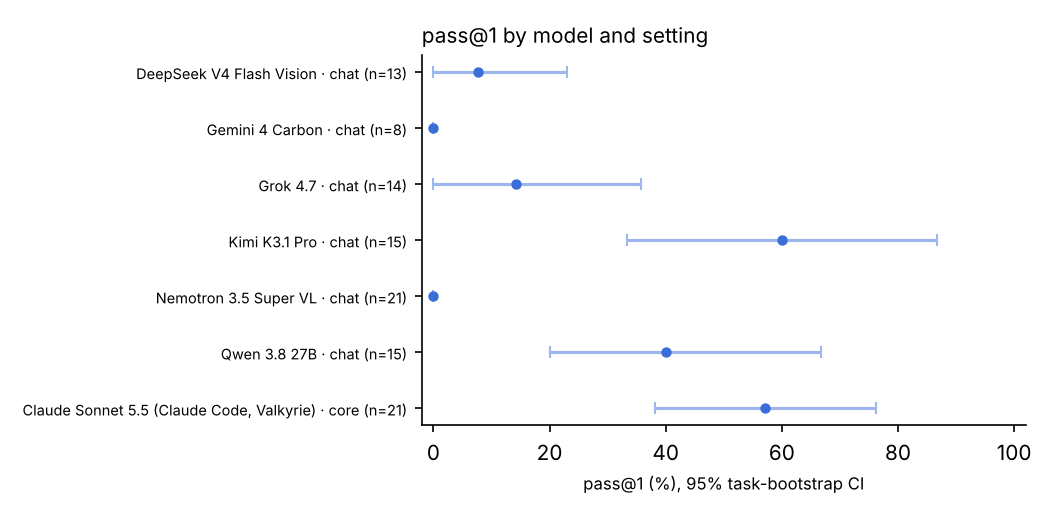 pass@1 by model and setting
DeepSeek V4 Flash Vision · chat (n=13)
Gemini 4 Carbon · chat (n=8)
Grok 4.7 · chat (n=14)
Kimi K3.1 Pro · chat (n=15)
Nemotron 3.5 Super VL · chat (n=21)
Qwen 3.8 27B · chat (n=15)
Claude Sonnet 5.5 (Claude Code, Valkyrie) · core (n=21)
0 20 40 60 80 100
pass@1 (%), 95% task-bootstrap CI